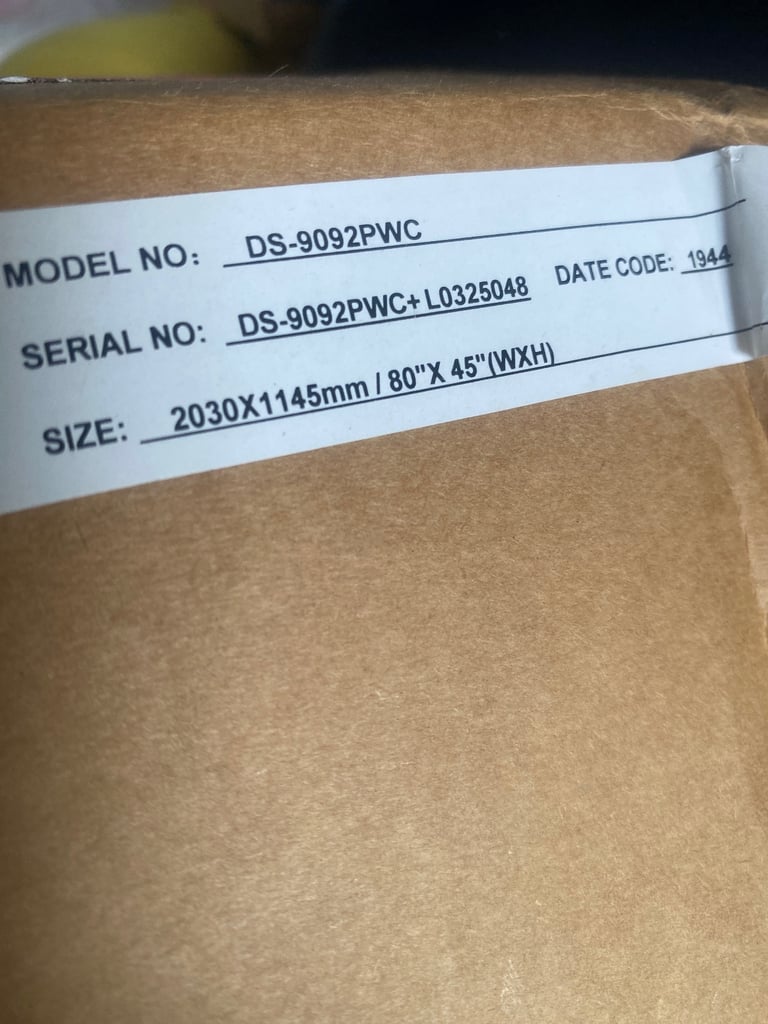 MODEL NO: DS-9092PWC
SERIAL NO: DS-9092PWC+ L0325048 DATE CODE: 1944
SIZE: 2030X1145mm / 80"X 45"(WXH)